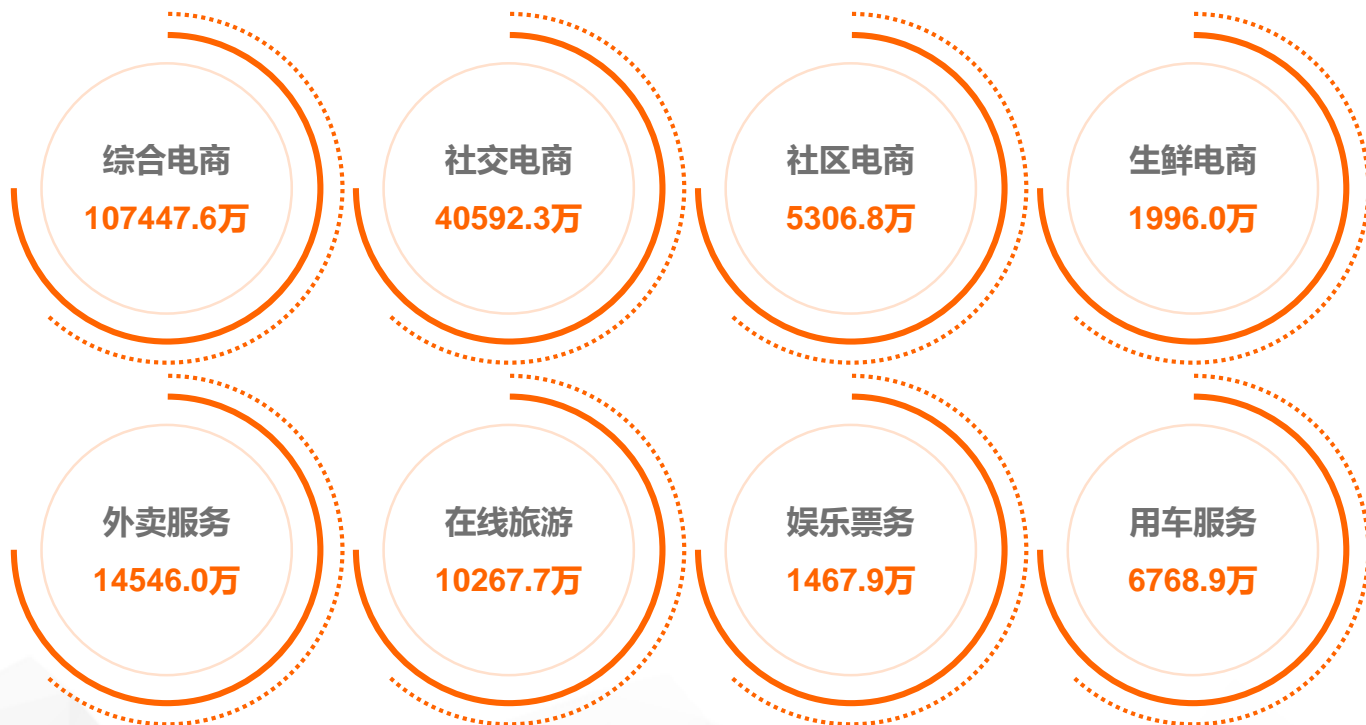 综合电商
107447.6万
社交电商
40592.3万
社区电商
5306.8万
生鲜电商
1996.0万
外卖服务
14546.0万
在线旅游
10267.7万
娱乐票务
1467.9万
用车服务
6768.9万